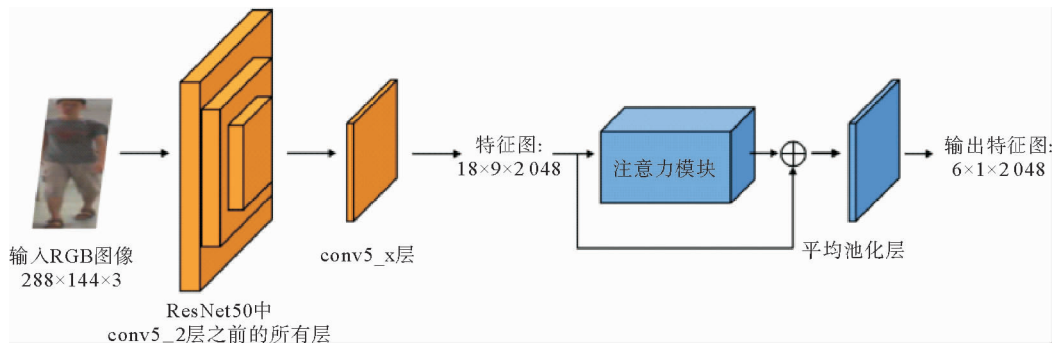 输入RGB图像
288×144×3
ResNet50中
conv5_2层之前的所有层
conv5_x层
特征图:
18×9×2 048
注意力模块
平均池化层
输出特征图:
6×1×2 048